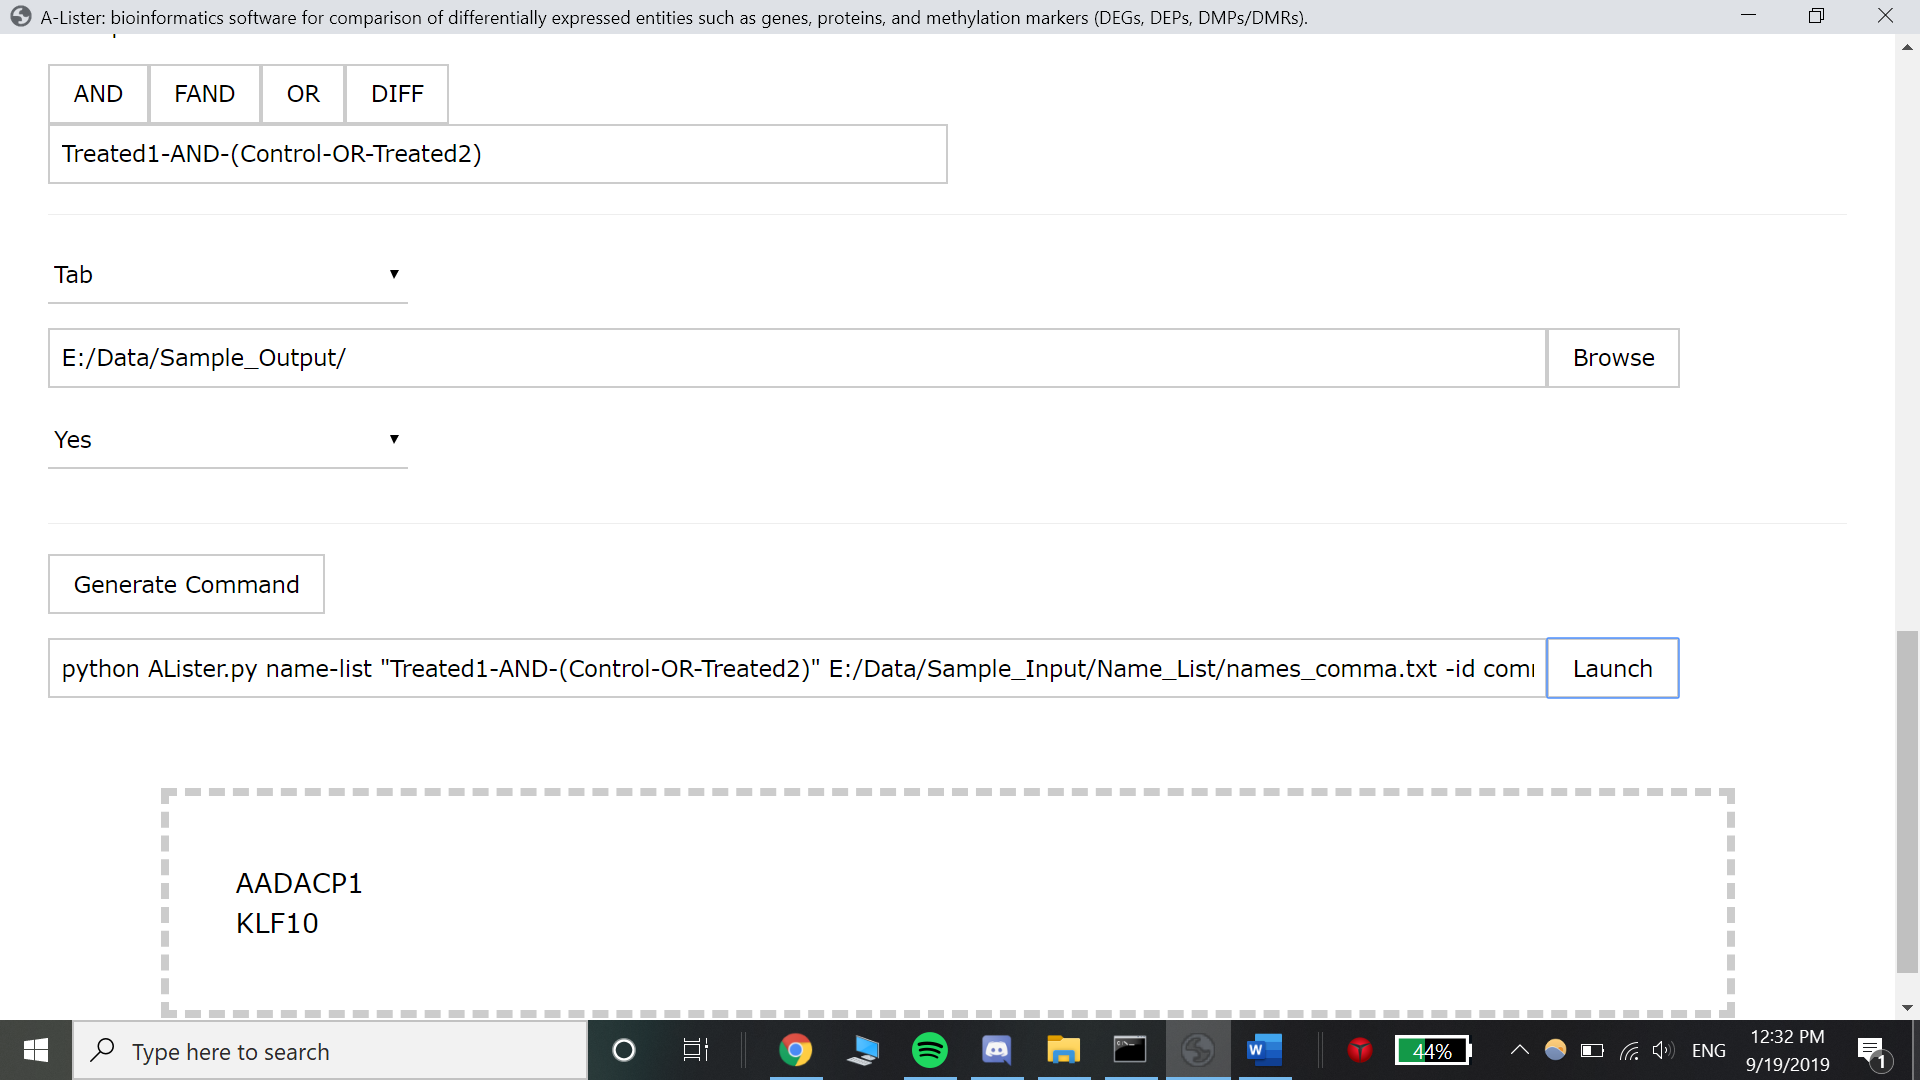 A-Lister: bioinformatics software for comparison of differentially expressed entities such as genes, proteins, and methylation markers (DEGs, DEPs, DMPs/DMRs).
AND FAND OR DIFF
Treated1-AND-(Control-OR-Treated2)
Tab
E:/Data/Sample_Output/ Browse
Yes
Generate Command
python ALister.py name-list "Treated1-AND-(Control-OR-Treated2)" E:/Data/Sample_Input/Name_List/names_comma.txt -id Launch
AADACP1
KLF10
Type here to search
44%
ENG
12:32 PM
9/19/2019
1